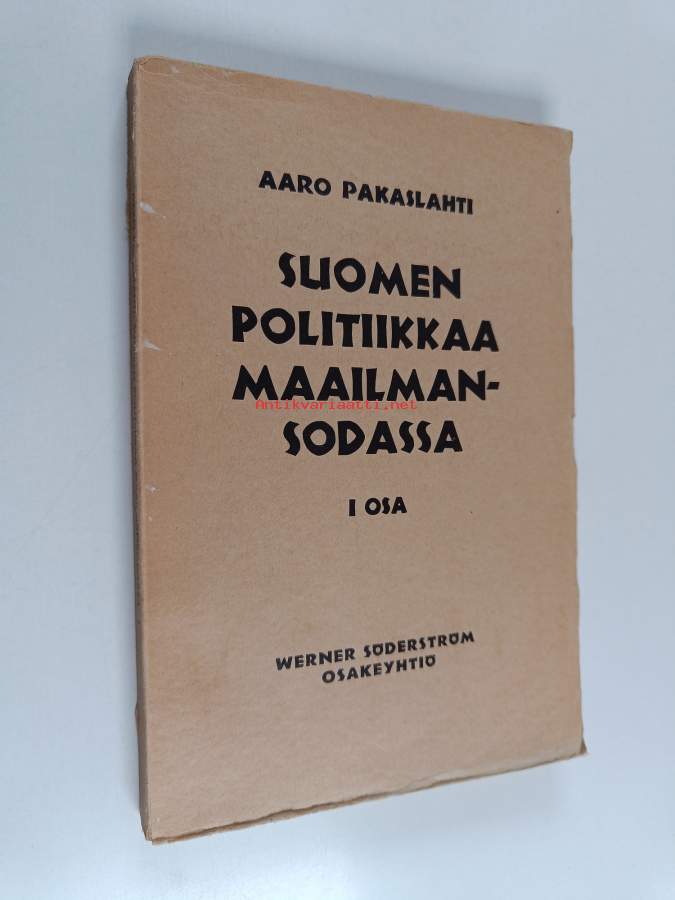 AARO PAKASLAHTI
SUOMEN
POLITIIKKAA
MAAILMAN-
Antikvariaatti.net
SODASSA
I OSA
WERNER SÖDERSTRÖM
OSAKEYHTIÖ